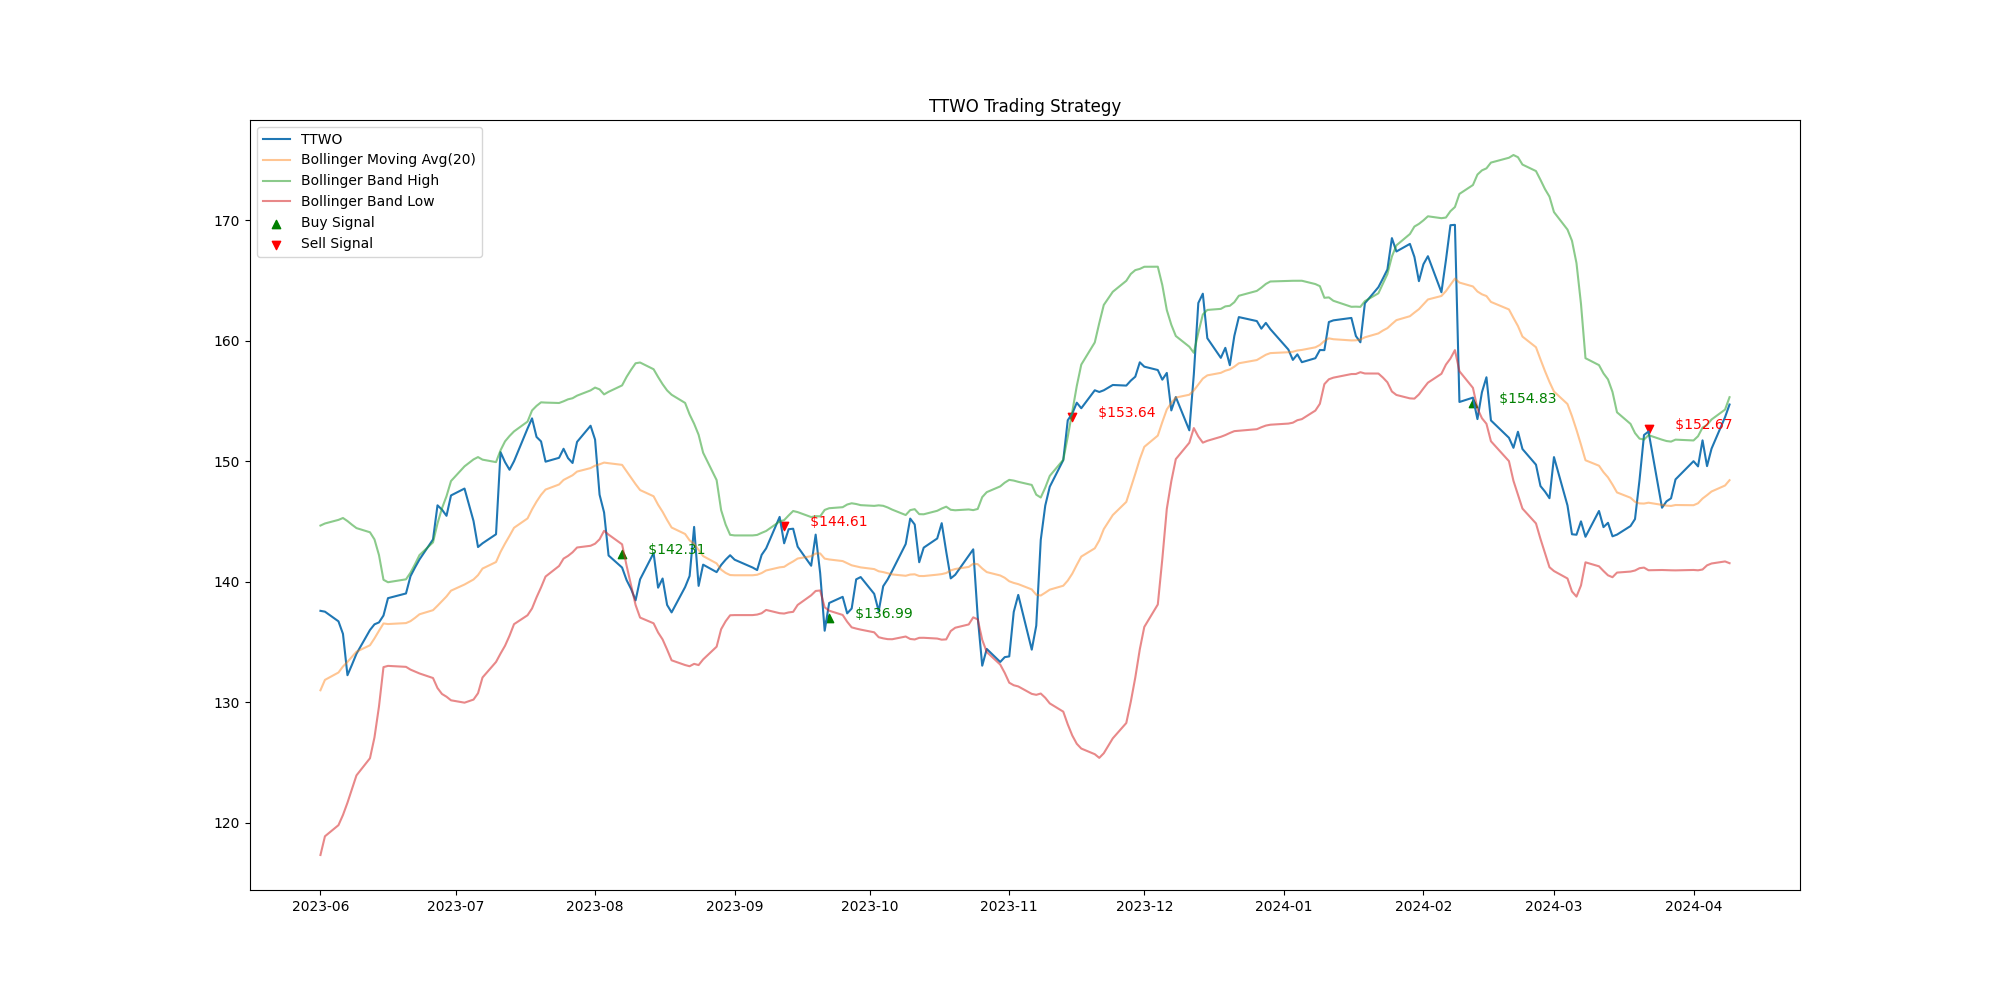 TTWO Trading Strategy
TTWO
Bollinger Moving Avg(20)
Bollinger Band High
Bollinger Band Low
Buy Signal
Sell Signal
170
160
150
140
130
120
$142.31
$144.61
$136.99
$153.64
$154.83
$152.67
2023-06 2023-07 2023-08 2023-09 2023-10 2023-11 2023-12 2024-01 2024-02 2024-03 2024-04